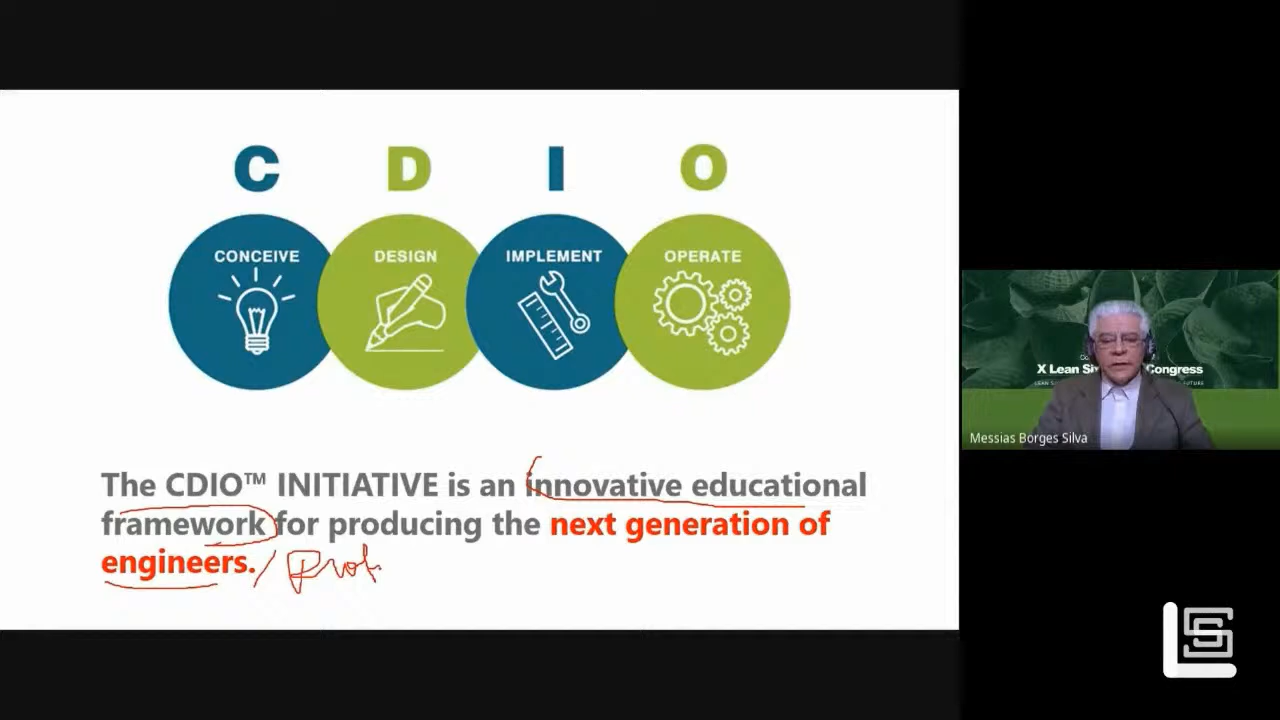 C D I O
CONCEIVE DESIGN IMPLEMENT OPERATE
The CDIO™ INITIATIVE is an innovative educational
framework for producing the next generation of
engineers. / Prof.
X Lean Si Congress
Messias Borges Silva
LS